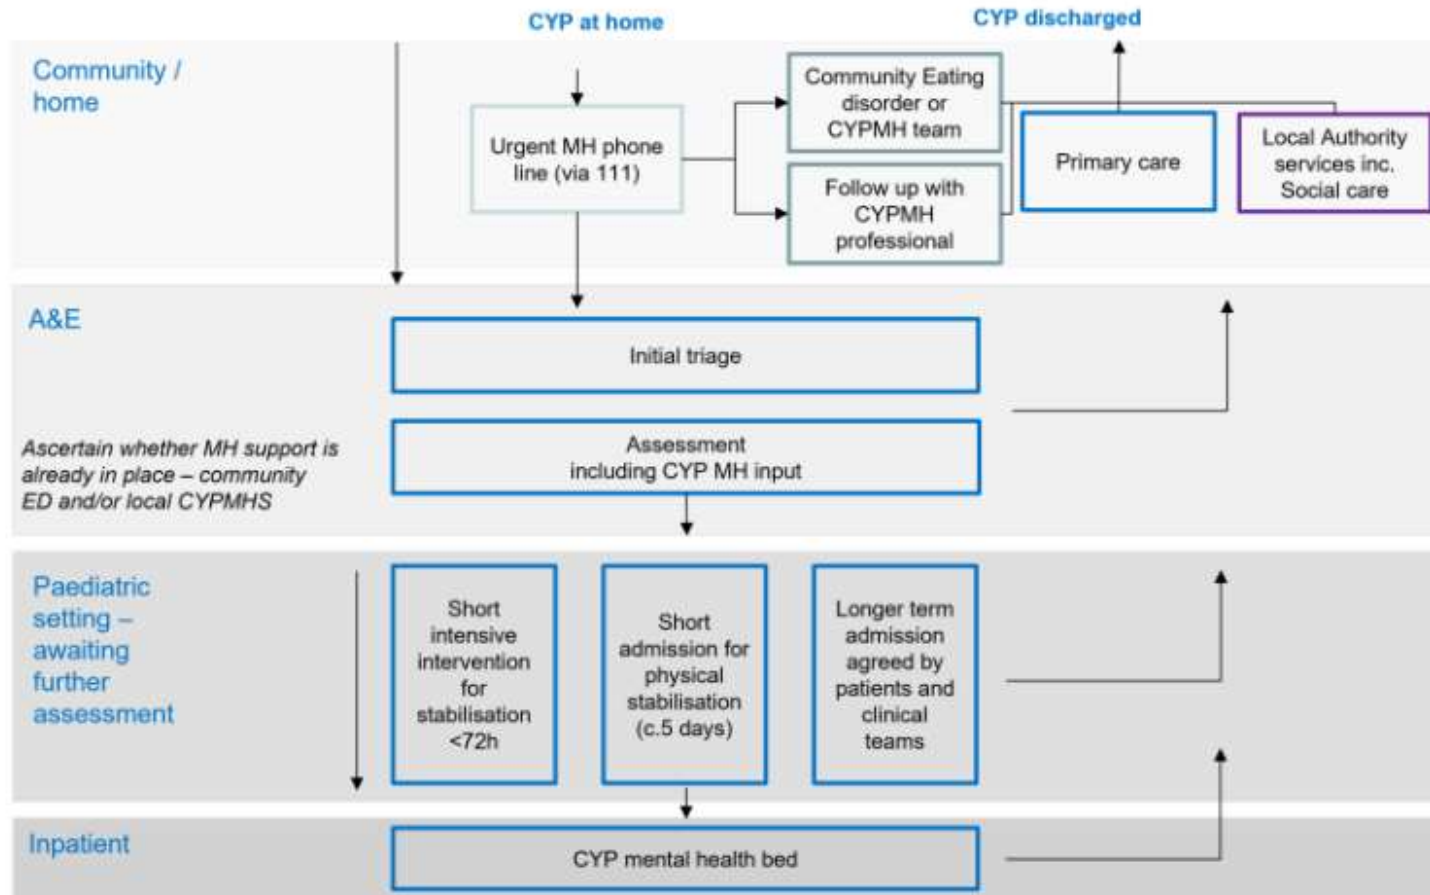 CYP at home
CYP discharged
Community /
home
Urgent MH phone
line (via 111)
Community Eating
disorder or
CYPMH team
Follow up with
CYPMH
professional
Primary care
Local Authority
services inc.
Social care
A&E
Initial triage
Ascertain whether MH support is
already in place – community
ED and/or local CYPMHS
Assessment
including CYP MH input
Paediatric
setting –
awaiting
further
assessment
Short
intensive
intervention
for
stabilisation
<72h
Short
admission for
physical
stabilisation
(c.5 days)
Longer term
admission
agreed by
patients and
clinical
teams
Inpatient
CYP mental health bed